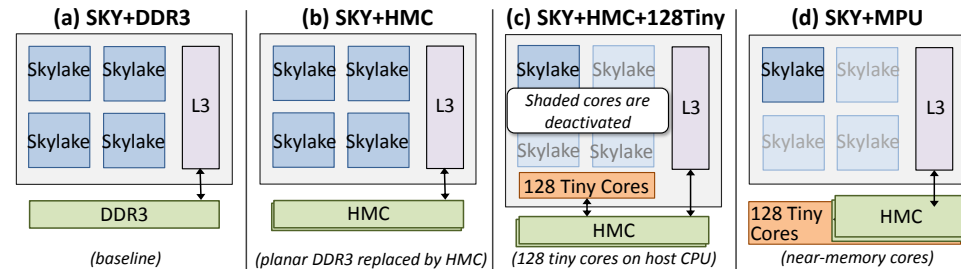 (a) SKY+DDR3
Skylake Skylake
L3
Skylake Skylake
DDR3
(baseline)
(b) SKY+HMC
Skylake Skylake
L3
Skylake Skylake
HMC
(planar DDR3 replaced by HMC)
(c) SKY+HMC+128Tiny
Skylake Skylake
Shaded cores are
deactivated
L3
Skylake Skylake
128 Tiny Cores
HMC
(128 tiny cores on host CPU)
(d) SKY+MPU
Skylake Skylake
L3
Skylake Skylake
128 Tiny
Cores
HMC
(near-memory cores)